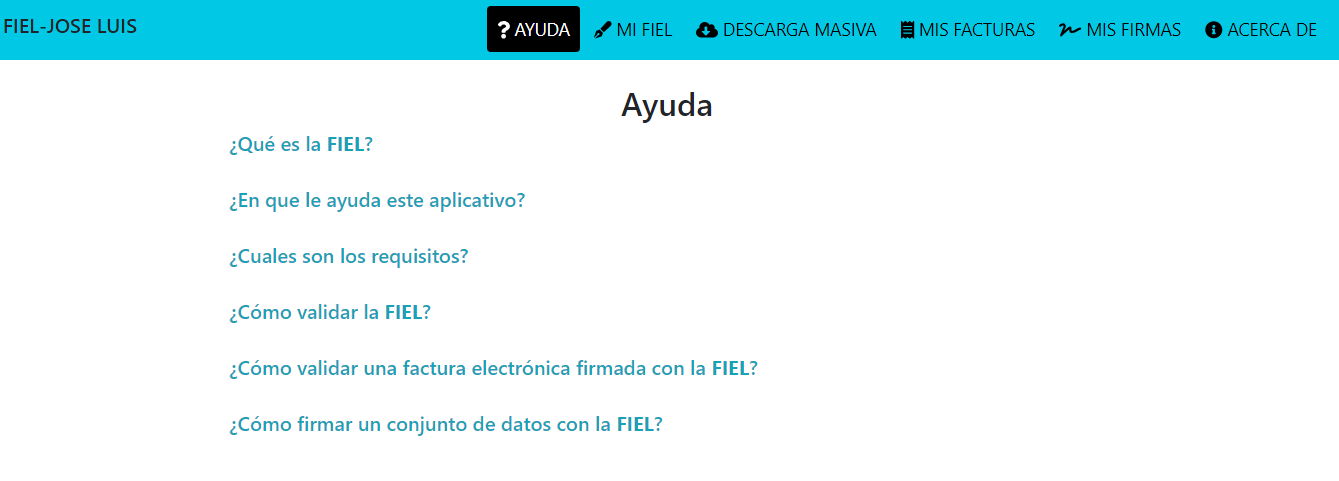 FIEL-JOSE LUIS
AYUDA MI FIEL DESCARGA MASIVA MIS FACTURAS MIS FIRMAS ACERCA DE
Ayuda
¿Qué es la FIEL?
¿En que le ayuda este aplicativo?
¿Cuales son los requisitos?
¿Cómo validar la FIEL?
¿Cómo validar una factura electrónica firmada con la FIEL?
¿Cómo firmar un conjunto de datos con la FIEL?